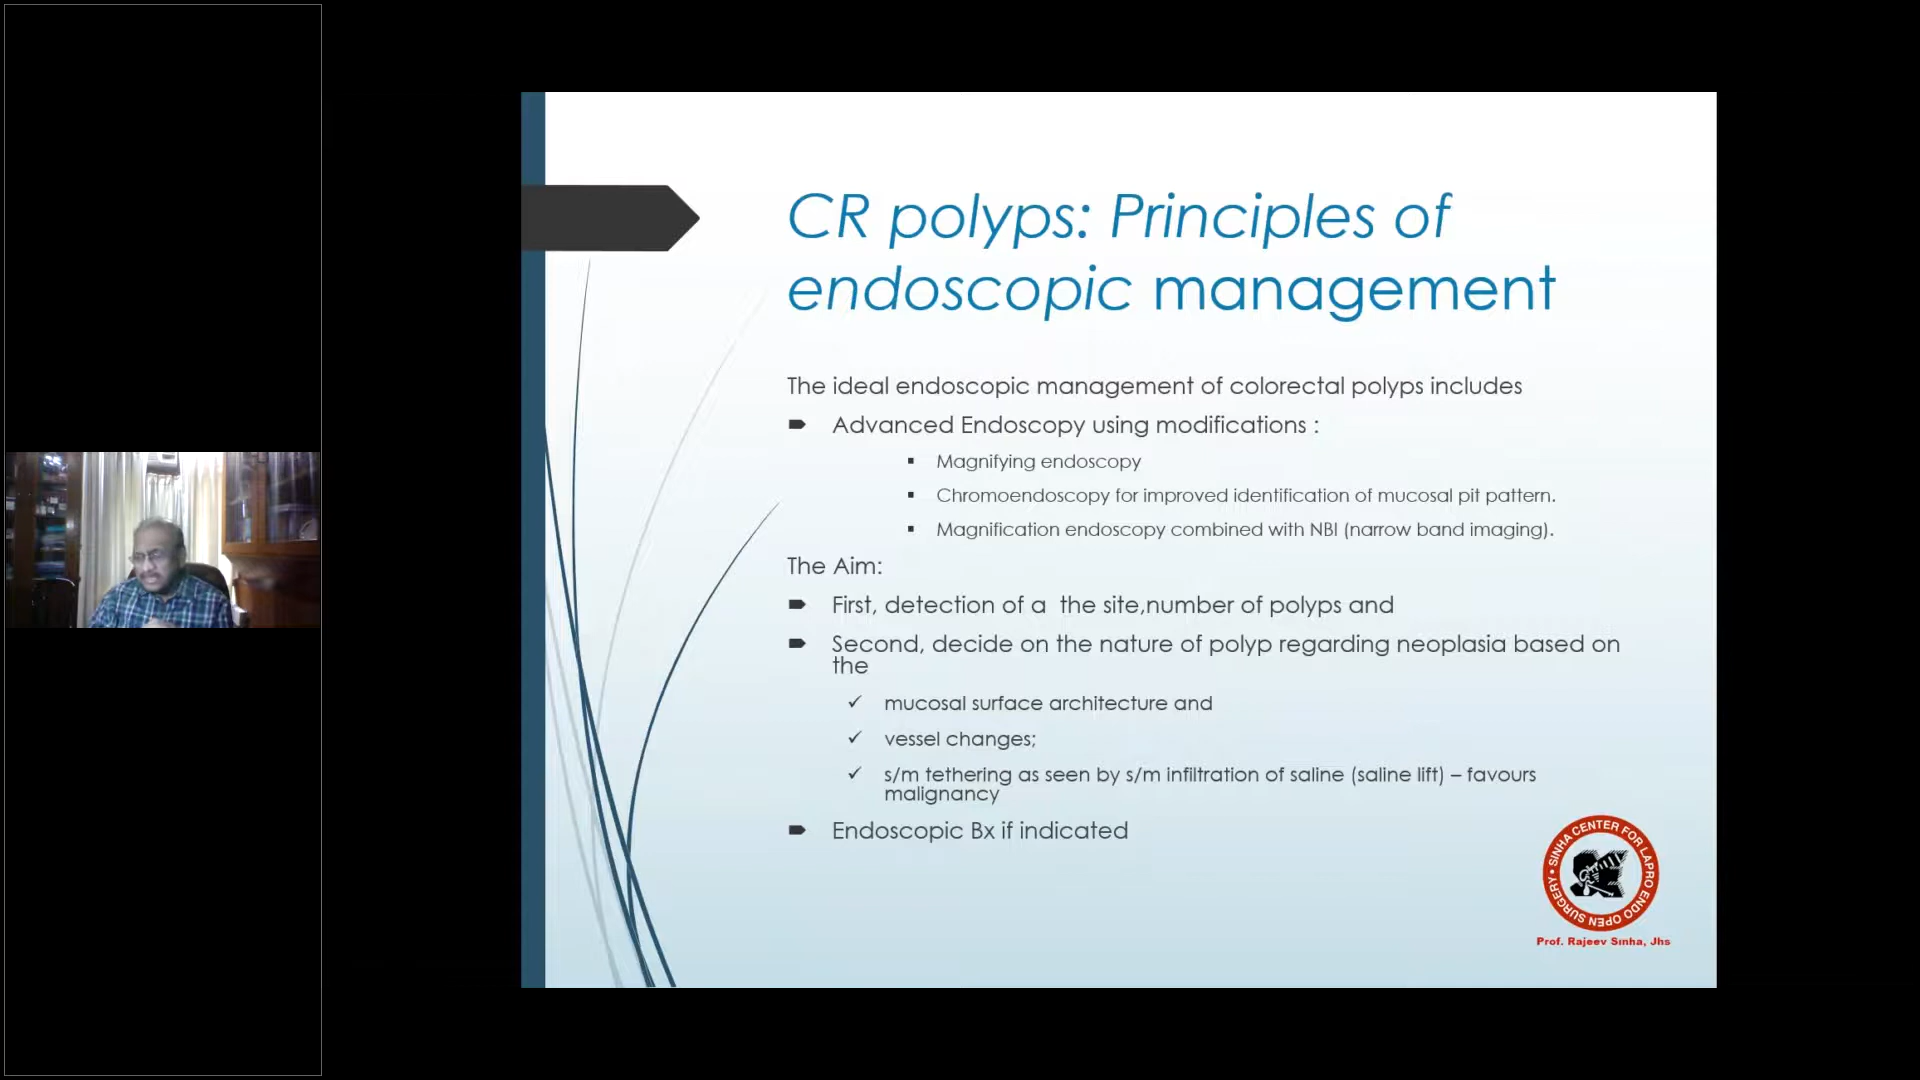 CR polyps: Principles of
endoscopic management
The ideal endoscopic management of colorectal polyps includes
Advanced Endoscopy using modifications :
Magnifying endoscopy
Chromoendoscopy for improved identification of mucosal pit pattern.
Magnification endoscopy combined with NBI (narrow band imaging).
The Aim:
First, detection of a  the site,number of polyps and
Second, decide on the nature of polyp regarding neoplasia based on
the
✓ mucosal surface architecture and
✓ vessel changes;
✓ s/m tethering as seen by s/m infiltration of saline (saline lift) – favours
malignancy
Endoscopic Bx if indicated
SINHA CENTER FOR LAPRO ENDO OPEN SURGERY •
Prof. Rajeev Sinha, Jhs